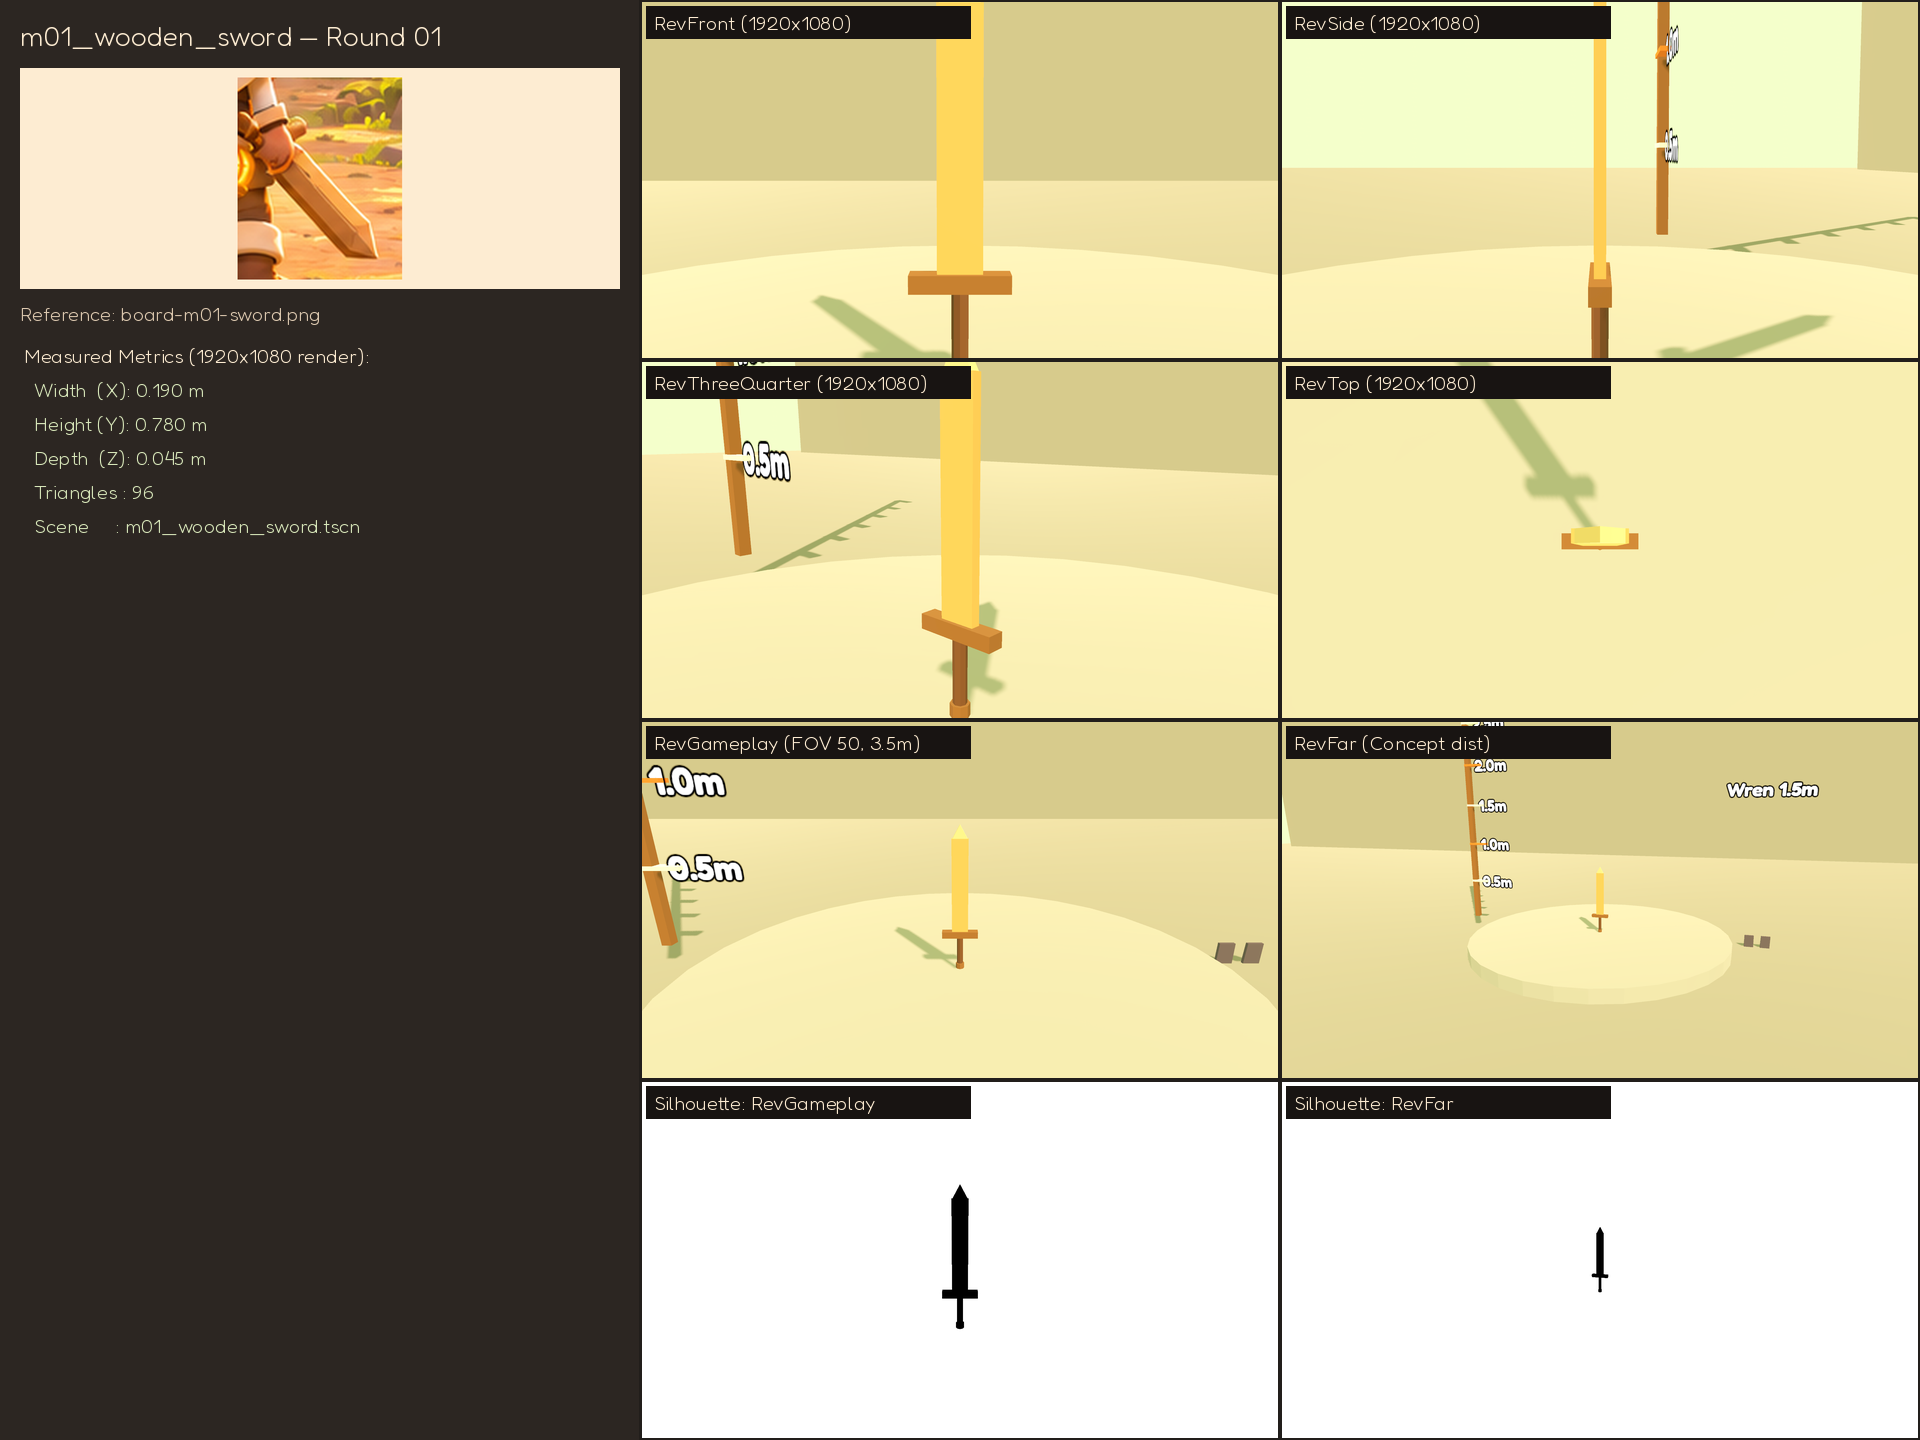 m01_wooden_sword — Round 01
Reference: board-m01-sword.png
Measured Metrics (1920x1080 render):
Width (X): 0.190 m
Height (Y): 0.780 m
Depth (Z): 0.045 m
Triangles : 96
Scene : m01_wooden_sword.tscn
RevFront (1920x1080)
RevSide (1920x1080)
RevThreeQuarter (1920x1080)
0.5m
RevTop (1920x1080)
RevGameplay (FOV 50, 3.5m)
1.0m
0.5m
RevFar (Concept dist)
2.0m
1.5m
1.0m
0.5m
Wren 1.5m
Silhouette: RevGameplay
Silhouette: RevFar